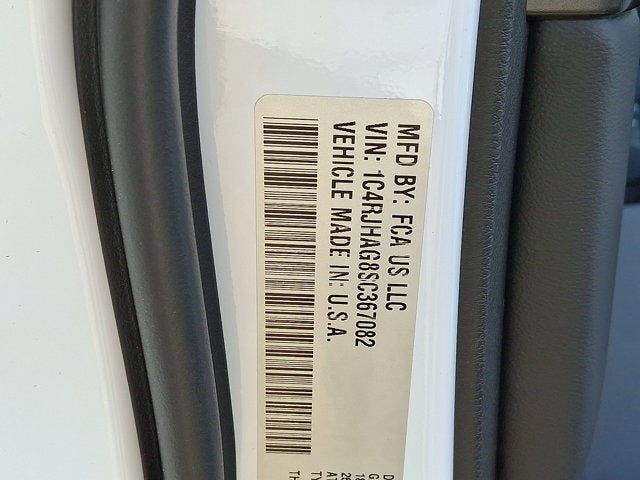 MFD BY: FCA US LLC
VIN: 1C4RJHAG8SC367082
VEHICLE MADE IN: U.S.A.